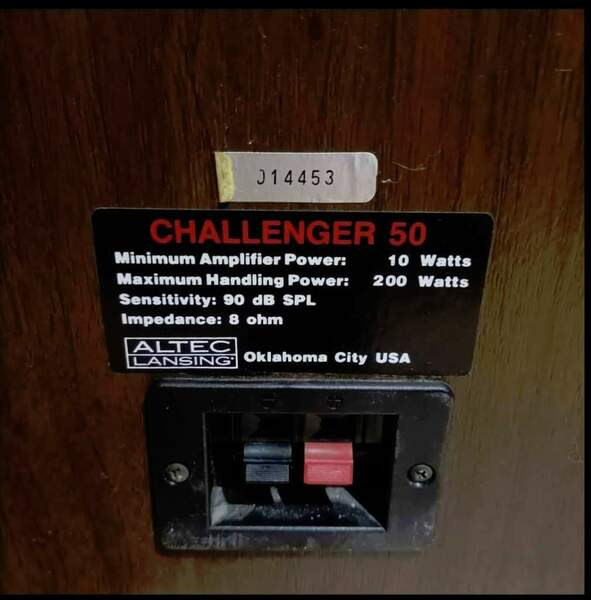 014453
CHALLENGER 50
Minimum Amplifier Power: 10 Watts
Maximum Handling Power: 200 Watts
Sensitivity: 90 dB SPL
Impedance: 8 ohm
ALTEC
LANSING® Oklahoma City USA
- +